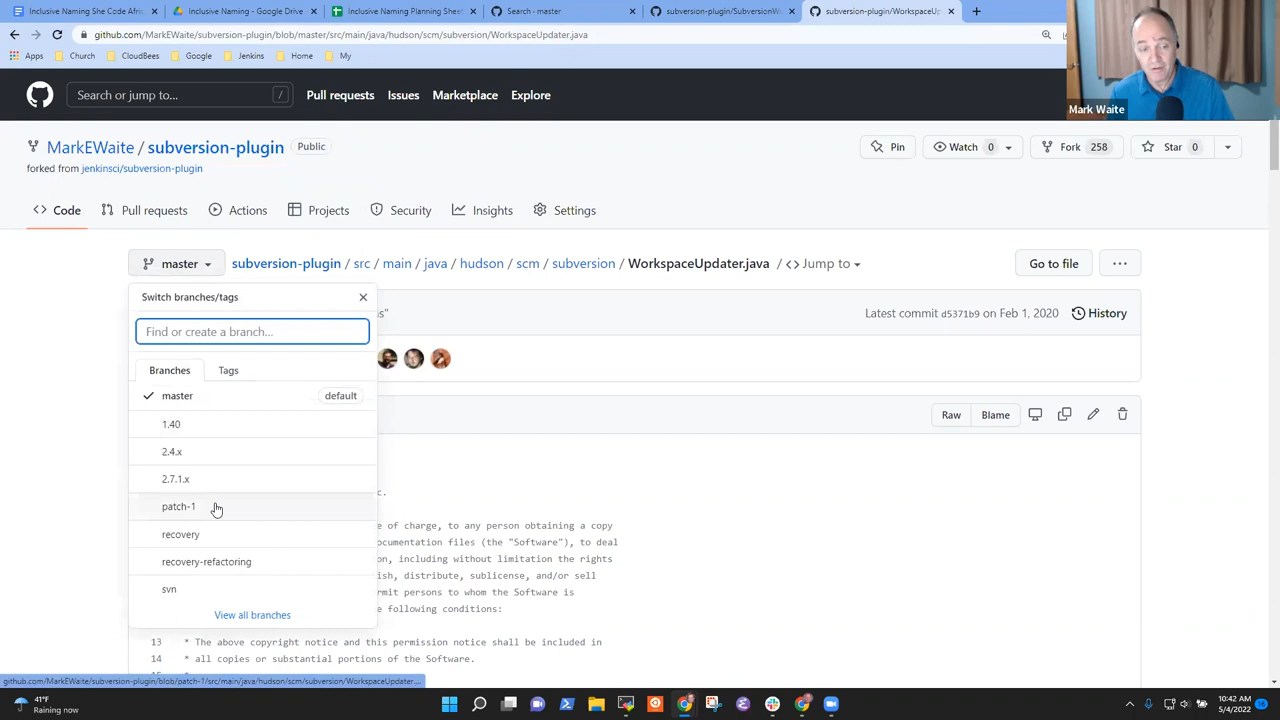 Inclusive Naming She Code Afric
Inclusive Naming - Google Drive
Inclusive Naming Planning Sheet
Search - master
subversion-plugin/SubversionW
subversion-plugin/WorkspaceUp
github.com/MarkEWaite/subversion-plugin/blob/master/src/main/java/hudson/scm/subversion/WorkspaceUpdater.java
Apps Church CloudBees Google Jenkins Home My
Mark Waite
Search or jump to... /
Pull requests Issues Marketplace Explore
MarkEWaite / subversion-plugin Public
Pin Watch 0 Fork 258 Star 0
forked from jenkinsci/subversion-plugin
Code Pull requests Actions Projects Security Insights Settings
master subversion-plugin / src / main / java / hudson / scm / subversion / WorkspaceUpdater.java / <> Jump to
Go to file ...
Switch branches/tags
s"
Latest commit d5371b9 on Feb 1, 2020 History
Find or create a branch...
Branches Tags
master default
1.40
2.4.x
2.7.1.x
patch-1
recovery
recovery-refactoring
svn
View all branches
Raw Blame
c.
e of charge, to any person obtaining a copy
ocumentation files (the "Software"), to deal
on, including without limitation the rights
ish, distribute, sublicense, and/or sell
rmit persons to whom the Software is
e following conditions:
13 * The above copyright notice and this permission notice shall be included in
14 * all copies or substantial portions of the Software.
github.com/MarkEWaite/subversion-plugin/blob/patch-1/src/main/java/hudson/scm/subversion/WorkspaceUpdater....
41°F
Raining now
10:42 AM
5/4/2022